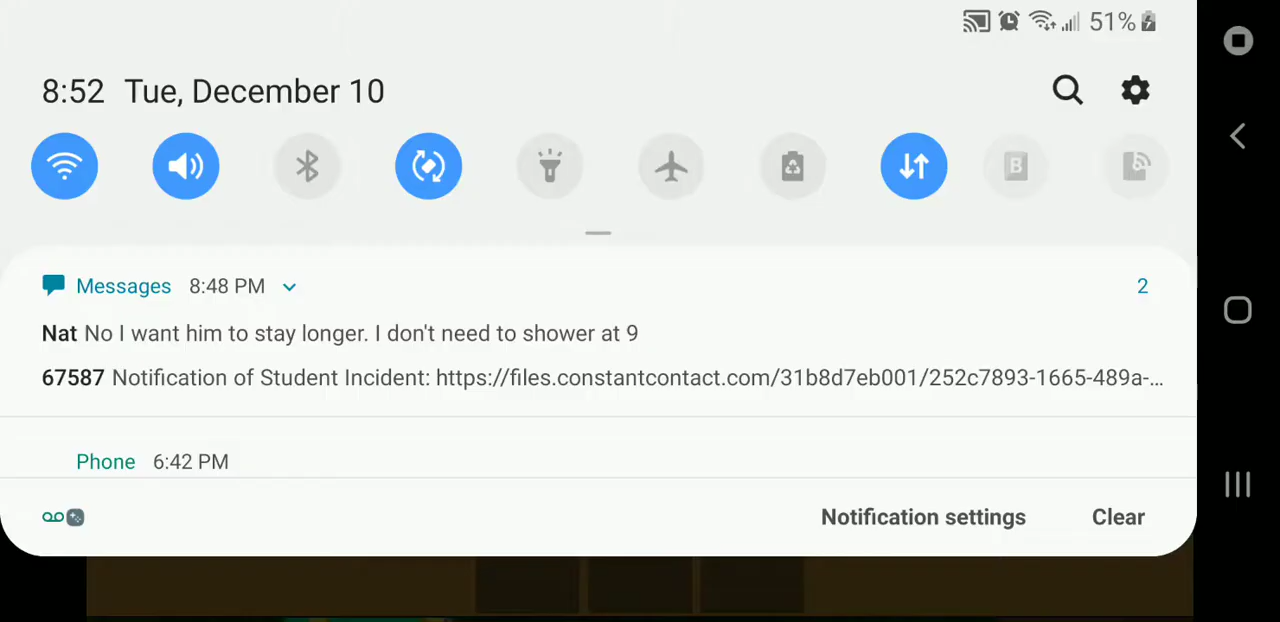 51%
8:52 Tue, December 10
B
Messages 8:48 PM 2
Nat No I want him to stay longer. I don't need to shower at 9
67587 Notification of Student Incident: https://files.constantcontact.com/31b8d7eb001/252c7893-1665-489a-...
Phone 6:42 PM
Notification settings Clear